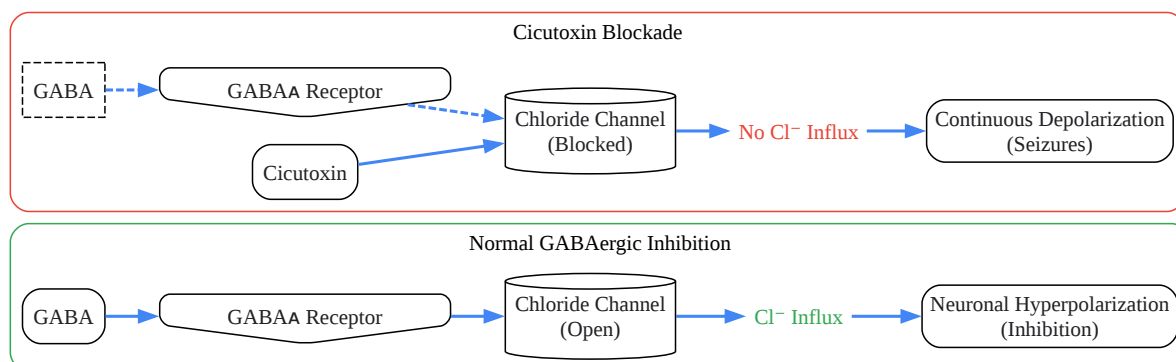 Cicutoxin Blockade
GABA
GABAᴀ Receptor
Cicutoxin
Chloride Channel
(Blocked)
No Cl⁻ Influx
Continuous Depolarization
(Seizures)
Normal GABAergic Inhibition
GABA
GABAᴀ Receptor
Chloride Channel
(Open)
Cl⁻ Influx
Neuronal Hyperpolarization
(Inhibition)